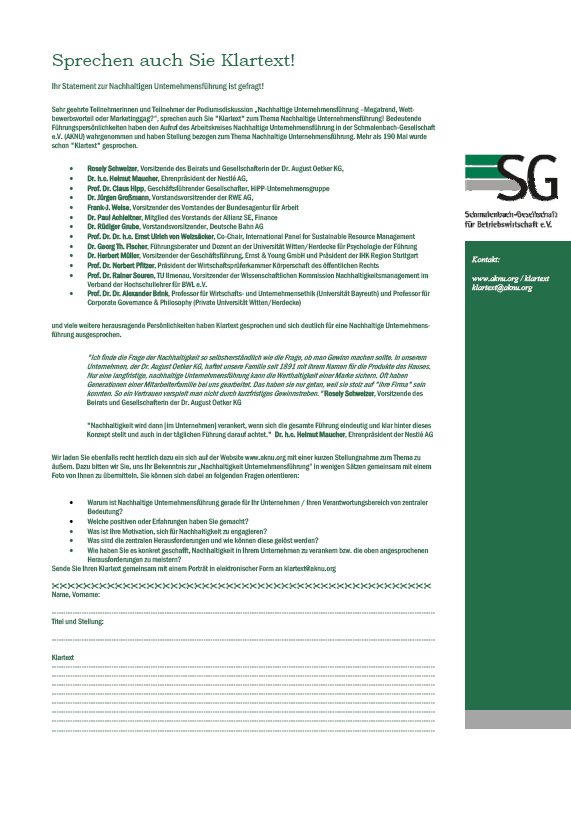 Sprechen auch Sie Klartext!
Ihr Statement zur Nachhaltigen Unternehmensführung ist gefragt!
Sehr geehrte Teilnehmerinnen und Teilnehmer der Podiumsdiskussion „Nachhaltige Unternehmensführung –Megatrend, Wett-
bewerbsvorteil oder Marketinggag?", sprechen auch Sie "Klartext" zum Thema Nachhaltige Unternehmensführung! Bedeutende
Führungspersönlichkeiten haben den Aufruf des Arbeitskreises Nachhaltige Unternehmensführung in der Schmalenbach-Gesellschaft
e.V. (AKNU) wahrgenommen und haben Stellung bezogen zum Thema Nachhaltige Unternehmensführung. Mehr als 190 Mal wurde
schon "Klartext" gesprochen.
• Rosely Schweizer, Vorsitzende des Beirats und Gesellschafterin der Dr. August Oetker KG,
• Dr. h.c. Helmut Maucher, Ehrenpräsident der Nestlé AG,
• Prof. Dr. Claus Hipp, Geschäftsführender Gesellschafter, HiPP-Unternehmensgruppe
• Dr. Jürgen Großmann, Vorstandsvorsitzender der RWE AG,
• Frank-J. Weise, Vorsitzender des Vorstandes der Bundesagentur für Arbeit
• Dr. Paul Achleitner, Mitglied des Vorstands der Allianz SE, Finance
• Dr. Rüdiger Grube, Vorstandsvorsitzender, Deutsche Bahn AG
• Prof. Dr. Dr. h.c. Ernst Ulrich von Weizsäcker, Co-Chair, International Panel for Sustainable Resource Management
• Dr. Georg Th. Fischer, Führungsberater und Dozent an der Universität Witten/Herdecke für Psychologie der Führung
• Dr. Herbert Müller, Vorsitzender der Geschäftsführung, Ernst & Young GmbH und Präsident der IHK Region Stuttgart
• Prof. Dr. Norbert Pfitzer, Präsident der Wirtschaftsprüferkammer Körperschaft des öffentlichen Rechts
• Prof. Dr. Rainer Souren, TU Ilmenau, Vorsitzender der Wissenschaftlichen Kommission Nachhaltigkeitsmanagement im
Verband der Hochschullehrer für BWL e.V.
• Prof. Dr. Dr. Alexander Brink, Professor für Wirtschafts- und Unternehmensethik (Universität Bayreuth) und Professor für
Corporate Governance & Philosophy (Private Universität Witten/Herdecke)
und viele weitere herausragende Persönlichkeiten haben Klartext gesprochen und sich deutlich für eine Nachhaltige Unternehmens-
führung ausgesprochen.
"Ich finde die Frage der Nachhaltigkeit so selbstverständlich wie die Frage, ob man Gewinn machen sollte. In unserem
Unternehmen, der Dr. August Oetker KG, haftet unsere Familie seit 1891 mit ihrem Namen für die Produkte des Hauses.
Nur eine langfristige, nachhaltige Unternehmensführung kann die Werthaltigkeit einer Marke sichern. Oft haben
Generationen einer Mitarbeiterfamilie bei uns gearbeitet. Das haben sie nur getan, weil sie stolz auf "ihre Firma" sein
konnten. So ein Vertrauen verspielt man nicht durch kurzfristiges Gewinnstreben. "Rosely Schweizer, Vorsitzende des
Beirats und Gesellschafterin der Dr. August Oetker KG
"Nachhaltigkeit wird dann [im Unternehmen] verankert, wenn sich die gesamte Führung eindeutig und klar hinter dieses
Konzept stellt und auch in der täglichen Führung darauf achtet." Dr. h.c. Helmut Maucher, Ehrenpräsident der Nestlé AG
Wir laden Sie ebenfalls recht herzlich dazu ein sich auf der Website www.aknu.org mit einer kurzen Stellungnahme zum Thema zu
äußern. Dazu bitten wir Sie, uns Ihr Bekenntnis zur „Nachhaltigkeit Unternehmensführung" in wenigen Sätzen gemeinsam mit einem
Foto von Ihnen zu übermitteln. Sie können sich dabei an folgenden Fragen orientieren:
• Warum ist Nachhaltige Unternehmensführung gerade für Ihr Unternehmen / Ihren Verantwortungsbereich von zentraler
Bedeutung?
• Welche positiven oder Erfahrungen haben Sie gemacht?
• Was ist Ihre Motivation, sich für Nachhaltigkeit zu engagieren?
• Was sind die zentralen Herausforderungen und wie können diese gelöst werden?
• Wie haben Sie es konkret geschafft, Nachhaltigkeit in Ihrem Unternehmen zu verankern bzw. die oben angesprochenen
Herausforderungen zu meistern?
Sende Sie Ihren Klartext gemeinsam mit einem Porträt in elektronischer Form an klartext@aknu.org
Name, Vorname:
Titel und Stellung:
Klartext
SG
Schmalenbach-Gesellschaft
für Betriebswirtschaft e.V.
Kontakt:
www.aknu.org / klartext
klartext@aknu.org